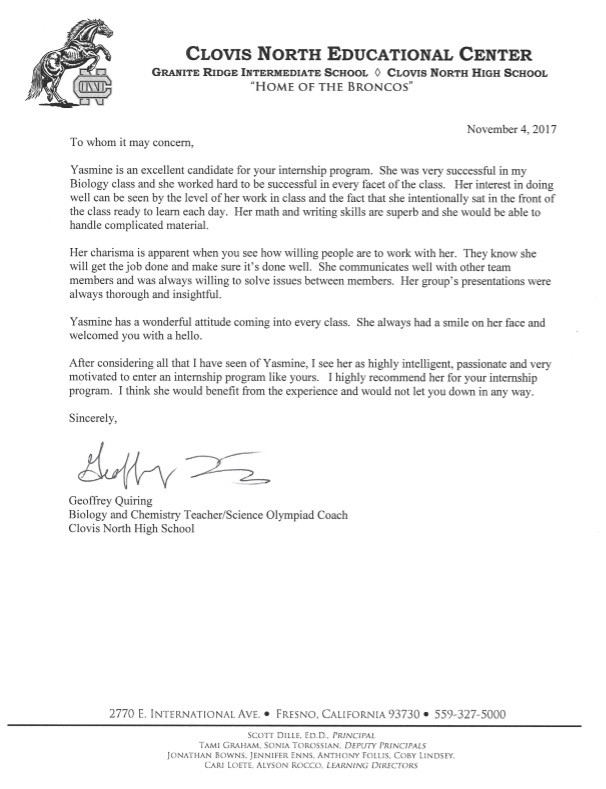 CLOVIS NORTH EDUCATIONAL CENTER
GRANITE RIDGE INTERMEDIATE SCHOOL ◊ CLOVIS NORTH HIGH SCHOOL
"HOME OF THE BRONCOS"
CN
November 4, 2017
To whom it may concern,
Yasmine is an excellent candidate for your internship program. She was very successful in my
Biology class and she worked hard to be successful in every facet of the class. Her interest in doing
well can be seen by the level of her work in class and the fact that she intentionally sat in the front of
the class ready to learn each day. Her math and writing skills are superb and she would be able to
handle complicated material.
Her charisma is apparent when you see how willing people are to work with her. They know she
will get the job done and make sure it's done well. She communicates well with other team
members and was always willing to solve issues between members. Her group's presentations were
always thorough and insightful.
Yasmine has a wonderful attitude coming into every class. She always had a smile on her face and
welcomed you with a hello.
After considering all that I have seen of Yasmine, I see her as highly intelligent, passionate and very
motivated to enter an internship program like yours. I highly recommend her for your internship
program. I think she would benefit from the experience and would not let you down in any way.
Sincerely,
Geoffrey
Geoffrey Quiring
Biology and Chemistry Teacher/Science Olympiad Coach
Clovis North High School
2770 E. INTERNATIONAL AVE. • FRESNO, CALIFORNIA 93730 • 559-327-5000
SCOTT DILLE, ED.D., PRINCIPAL
TAMI GRAHAM, SONIA TOROSSIAN, DEPUTY PRINCIPALS
JONATHAN BOWNS, JENNIFER ENNS, ANTHONY FOLLIS, COBY LINDSEY,
CARI LOETE, ALYSON ROCCO, LEARNING DIRECTORS